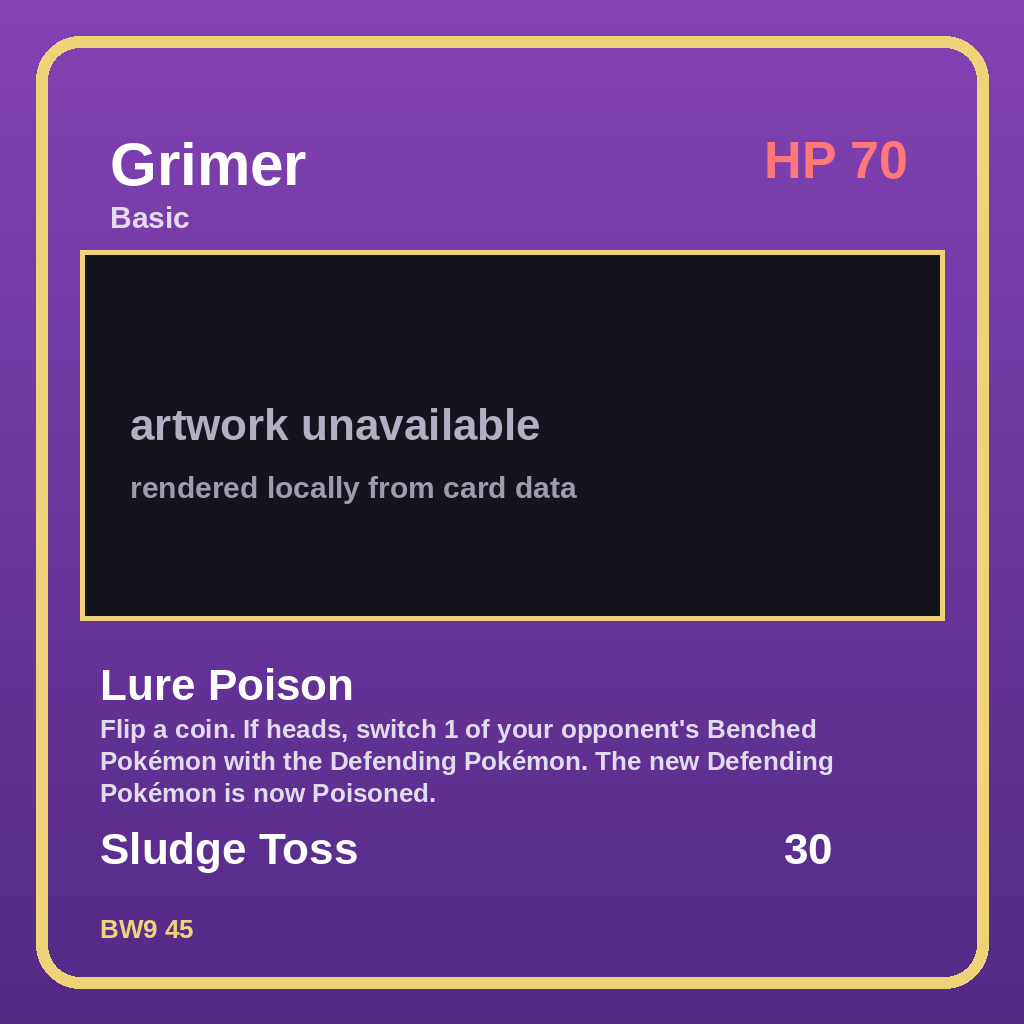 Grimer
HP 70
Basic
artwork unavailable
rendered locally from card data
Lure Poison
Flip a coin. If heads, switch 1 of your opponent's Benched
Pokémon with the Defending Pokémon. The new Defending
Pokémon is now Poisoned.
Sludge Toss 30
BW9 45